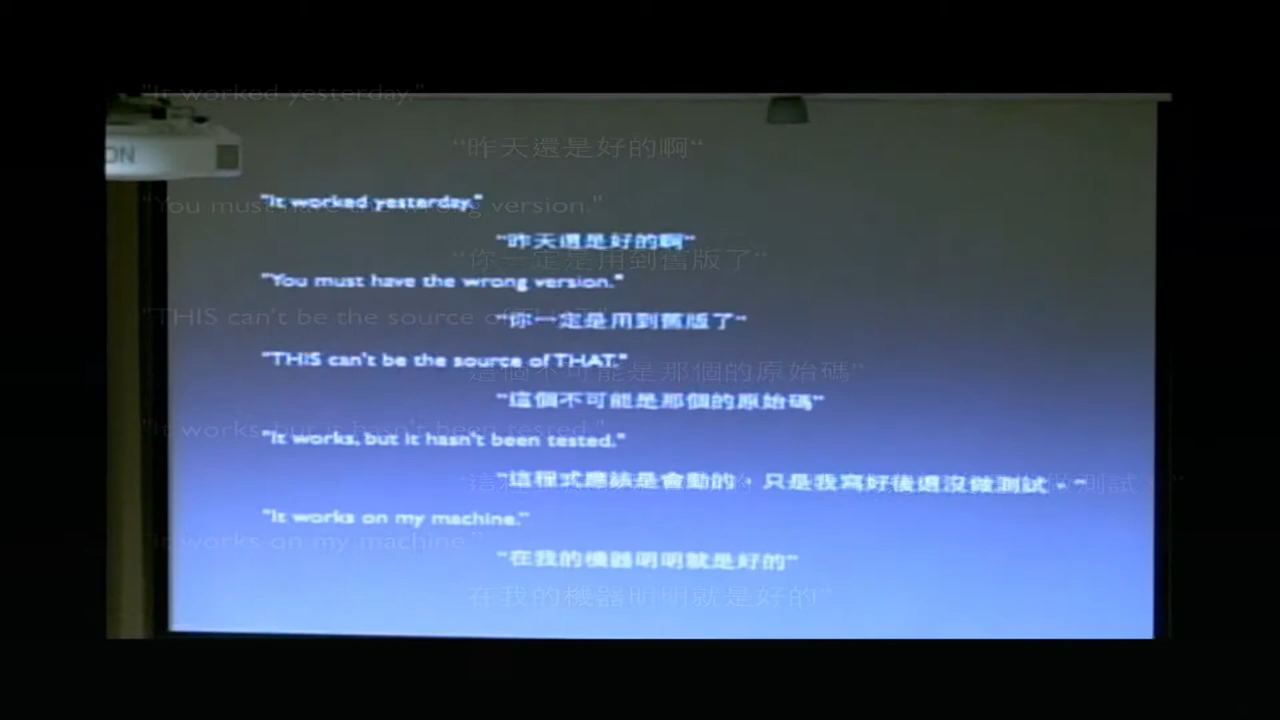 ON
"It worked yesterday."
"昨天還是好的啊"
"You must have the wrong version."
"你一定是用到舊版了"
"THIS can't be the source of THAT."
"這個不可能是那個的原始碼"
"It works, but it hasn't been tested."
"這程式應該是會動的，只是我寫好後還沒做測試。"
"It works on my machine."
"在我的機器明明就是好的"